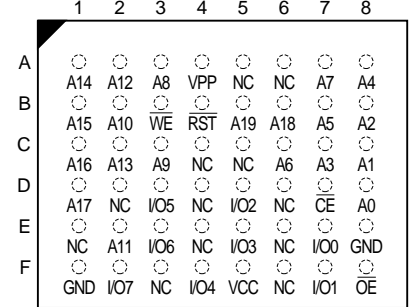 1 2 3 4 5 6 7 8
A
A14 A12 A8 VPP NC NC A7 A4
B
A15 A10 WE RST A19 A18 A5 A2
C
A16 A13 A9 NC NC A6 A3 A1
D
A17 NC I/O5 NC I/O2 NC CE A0
E
NC A11 I/O6 NC I/O3 NC I/O0 GND
F
GND I/O7 NC I/O4 VCC NC I/O1 OE